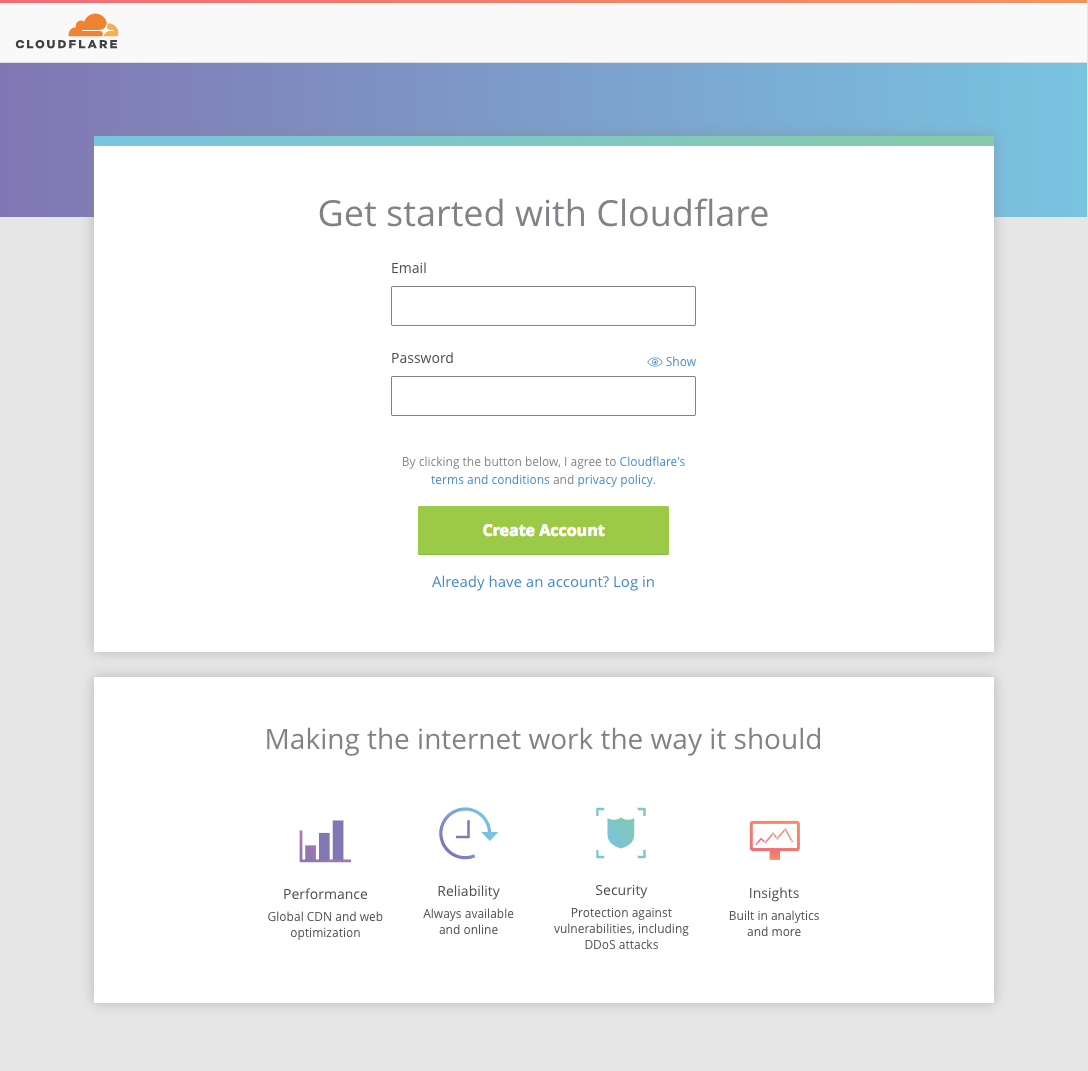 CLOUDFLARE
Get started with Cloudflare
Email
Password
Show
By clicking the button below, I agree to Cloudflare's
terms and conditions and privacy policy.
Create Account
Already have an account? Log in
Making the internet work the way it should
Performance
Global CDN and web
optimization
Reliability
Always available
and online
Security
Protection against
vulnerabilities, including
DDoS attacks
Insights
Built in analytics
and more